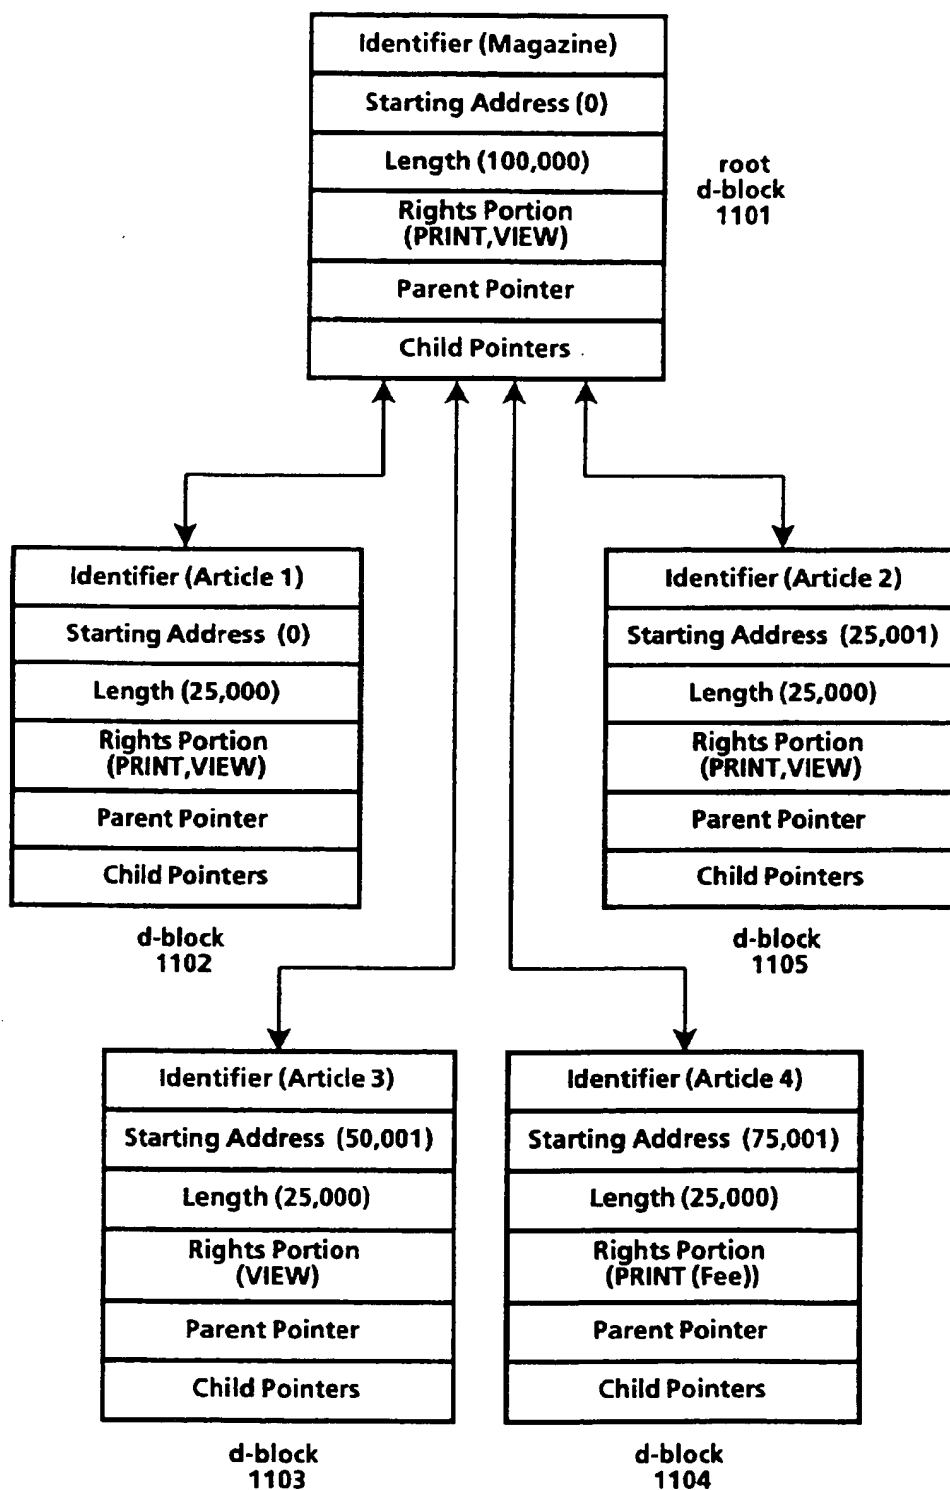 Identifier (Magazine)
Starting Address (0)
Length (100,000)
Rights Portion
(PRINT,VIEW)
Parent Pointer
Child Pointers
root
d-block
1101
Identifier (Article 1)
Starting Address (0)
Length (25,000)
Rights Portion
(PRINT,VIEW)
Parent Pointer
Child Pointers
d-block
1102
Identifier (Article 2)
Starting Address (25,001)
Length (25,000)
Rights Portion
(PRINT,VIEW)
Parent Pointer
Child Pointers
d-block
1105
Identifier (Article 3)
Starting Address (50,001)
Length (25,000)
Rights Portion
(VIEW)
Parent Pointer
Child Pointers
d-block
1103
Identifier (Article 4)
Starting Address (75,001)
Length (25,000)
Rights Portion
(PRINT (Fee))
Parent Pointer
Child Pointers
d-block
1104